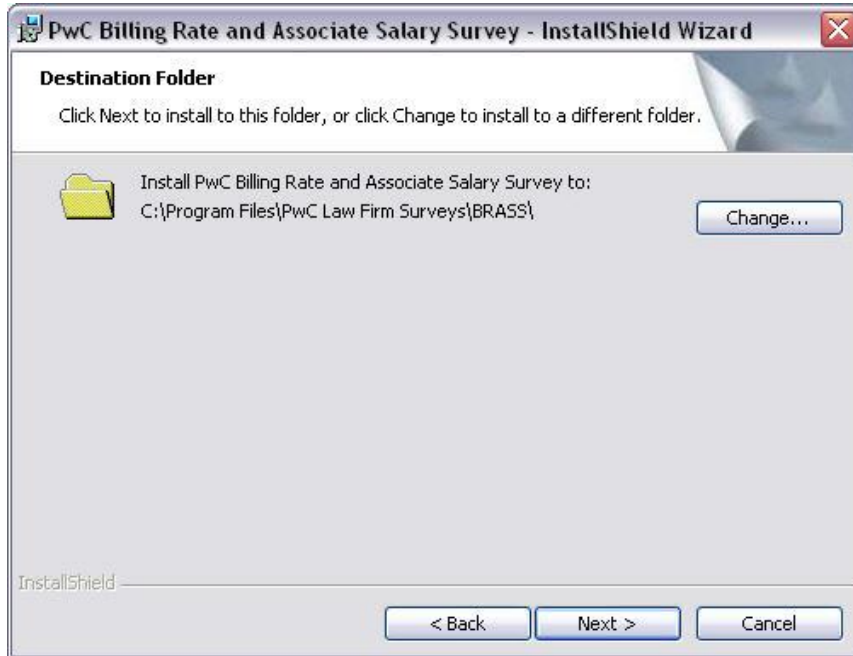 PwC Billing Rate and Associate Salary Survey - InstallShield Wizard
Destination Folder
Click Next to install to this folder, or click Change to install to a different folder.
Install PwC Billing Rate and Associate Salary Survey to:
C:\Program Files\PwC Law Firm Surveys\BRASS\
Change...
InstallShield
< Back
Next >
Cancel